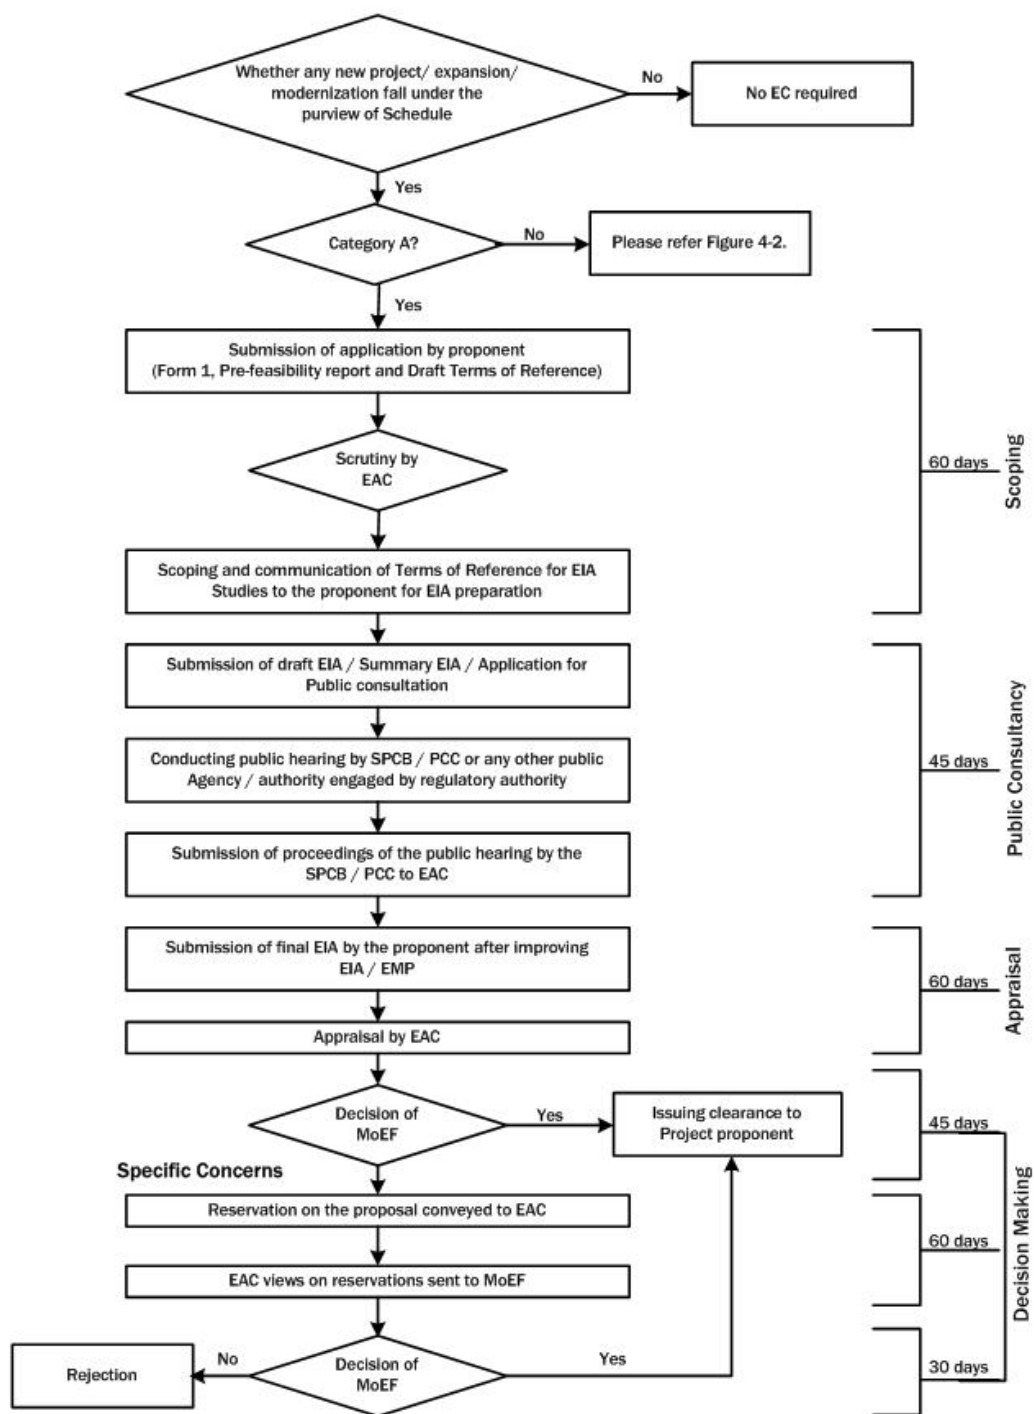 Whether any new project/ expansion/
modernization fall under the
purview of Schedule
No
No EC required
Yes
Category A?
No
Please refer Figure 4-2.
Yes
Submission of application by proponent
(Form 1, Pre-feasibility report and Draft Terms of Reference)
Scrutiny by
EAC
60 days
Scoping
Scoping and communication of Terms of Reference for EIA
Studies to the proponent for EIA preparation
Submission of draft EIA / Summary EIA / Application for
Public consultation
Conducting public hearing by SPCB / PCC or any other public
Agency / authority engaged by regulatory authority
45 days
Public Consultancy
Submission of proceedings of the public hearing by the
SPCB / PCC to EAC
Submission of final EIA by the proponent after improving
EIA / EMP
60 days
Appraisal
Appraisal by EAC
Decision of
MoEF
Yes
Issuing clearance to
Project proponent
45 days
Specific Concerns
Reservation on the proposal conveyed to EAC
60 days
Decision Making
EAC views on reservations sent to MoEF
Decision of
MoEF
No
Rejection
Yes
30 days